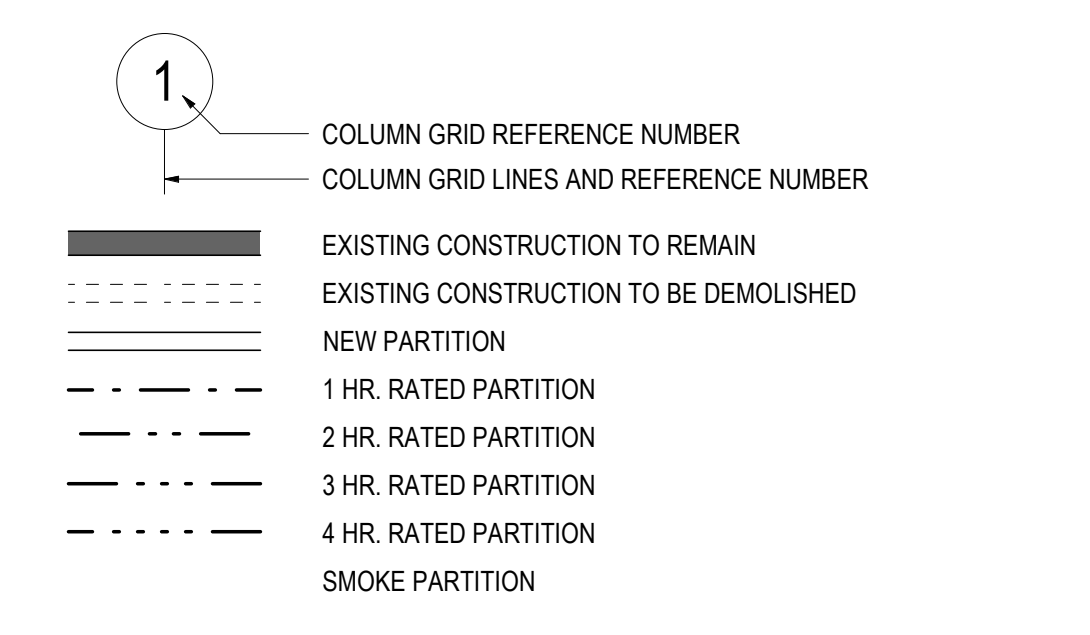 1
COLUMN GRID REFERENCE NUMBER
COLUMN GRID LINES AND REFERENCE NUMBER
EXISTING CONSTRUCTION TO REMAIN
EXISTING CONSTRUCTION TO BE DEMOLISHED
NEW PARTITION
1 HR. RATED PARTITION
2 HR. RATED PARTITION
3 HR. RATED PARTITION
4 HR. RATED PARTITION
SMOKE PARTITION